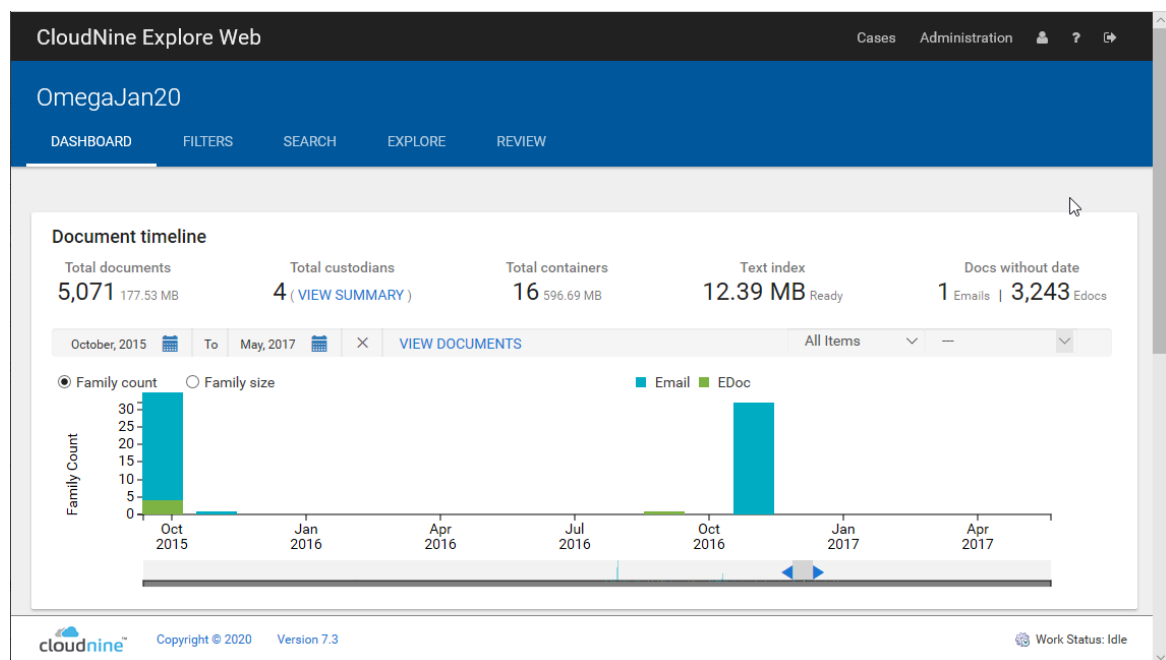 CloudNine Explore Web
Cases Administration ?
OmegaJan20
DASHBOARD FILTERS SEARCH EXPLORE REVIEW
Document timeline
Total documents Total custodians Total containers Text index Docs without date
5,071 177.53 MB 4 ( VIEW SUMMARY ) 16 596.69 MB 12.39 MB Ready 1 Emails | 3,243 Edocs
October, 2015 To May, 2017 VIEW DOCUMENTS All Items ---
Family count Family size Email EDoc
Family Count
30
25
20
15
10
5
0
Oct 2015 Jan 2016 Apr 2016 Jul 2016 Oct 2016 Jan 2017 Apr 2017
cloudnine™ Copyright © 2020 Version 7.3 Work Status: Idle